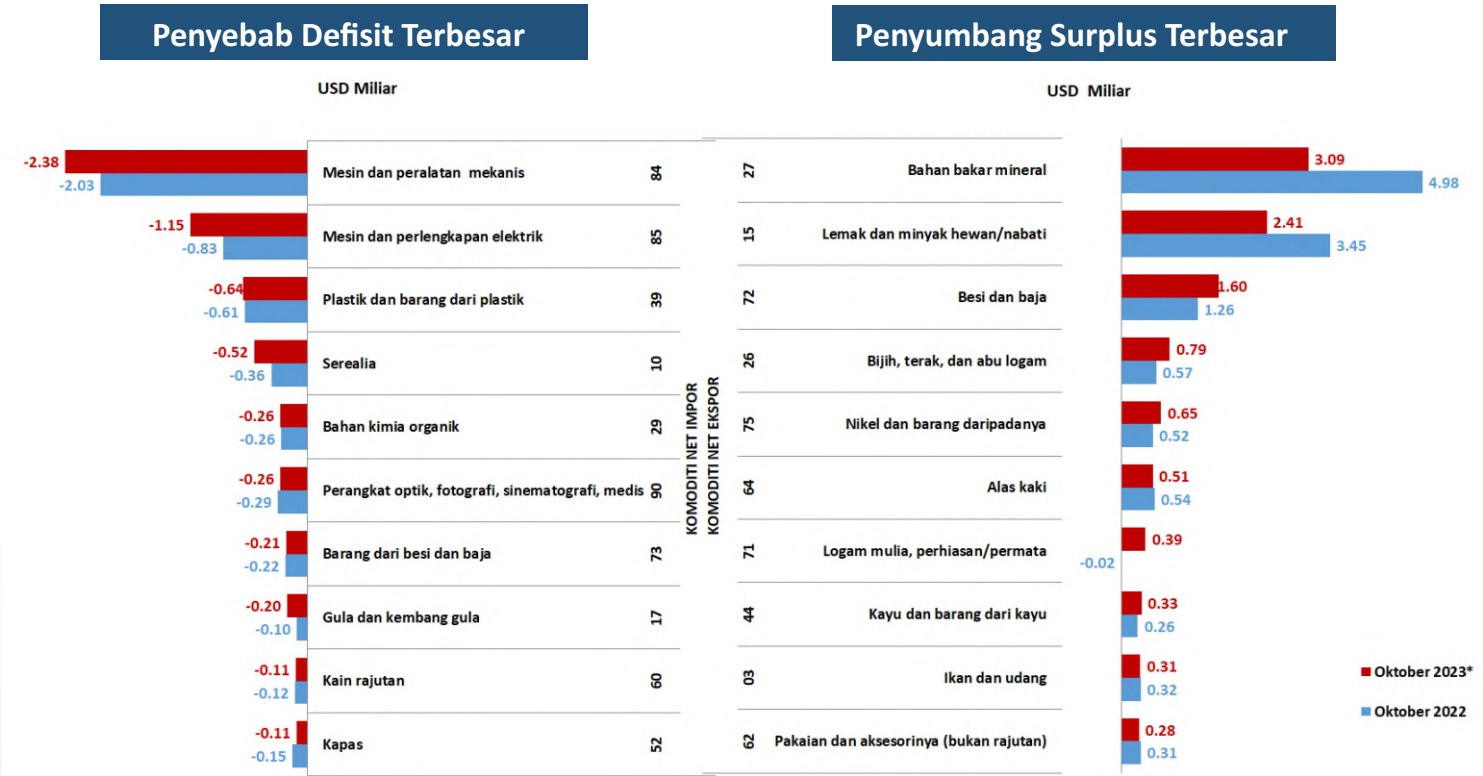 Penyebab Defisit Terbesar
USD Miliar
-2.38
-2.03
Mesin dan peralatan mekanis
84
-1.15
-0.83
Mesin dan perlengkapan elektrik
85
-0.64
-0.61
Plastik dan barang dari plastik
39
-0.52
-0.36
Serealia
10
-0.26
-0.26
Bahan kimia organik
29
-0.26
-0.29
Perangkat optik, fotografi, sinematografi, medis
90
-0.21
-0.22
Barang dari besi dan baja
73
-0.20
-0.10
Gula dan kembang gula
17
-0.11
-0.12
Kain rajutan
60
-0.11
-0.15
Kapas
52
KOMODITI NET IMPOR
KOMODITI NET EKSPOR
Penyumbang Surplus Terbesar
USD Miliar
27
Bahan bakar mineral
3.09
4.98
15
Lemak dan minyak hewan/nabati
2.41
3.45
72
Besi dan baja
1.60
1.26
26
Bijih, terak, dan abu logam
0.79
0.57
75
Nikel dan barang daripadanya
0.65
0.52
64
Alas kaki
0.51
0.54
71
Logam mulia, perhiasan/permata
0.39
-0.02
44
Kayu dan barang dari kayu
0.33
0.26
03
Ikan dan udang
0.31
0.32
62
Pakaian dan aksesorinya (bukan rajutan)
0.28
0.31
Oktober 2023*
Oktober 2022